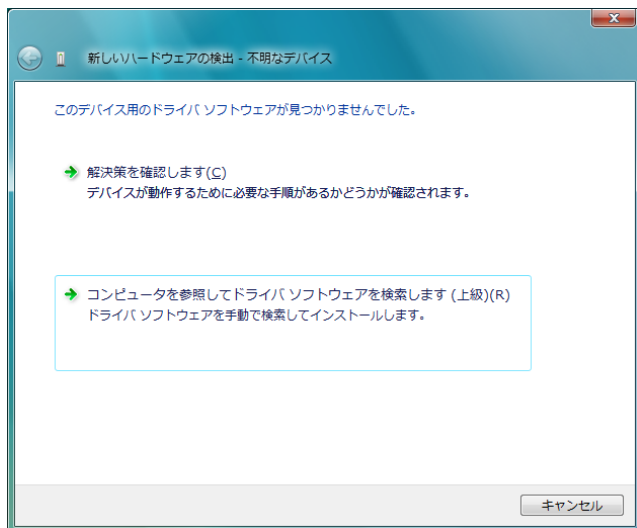 新しいハードウェアの検出 - 不明なデバイス
このデバイス用のドライバ ソフトウェアが見つかりませんでした。
解決策を確認します(C)
デバイスが動作するために必要な手順があるかどうかが確認されます。
コンピュータを参照してドライバ ソフトウェアを検索します (上級)(R)
ドライバ ソフトウェアを手動で検索してインストールします。
キャンセル